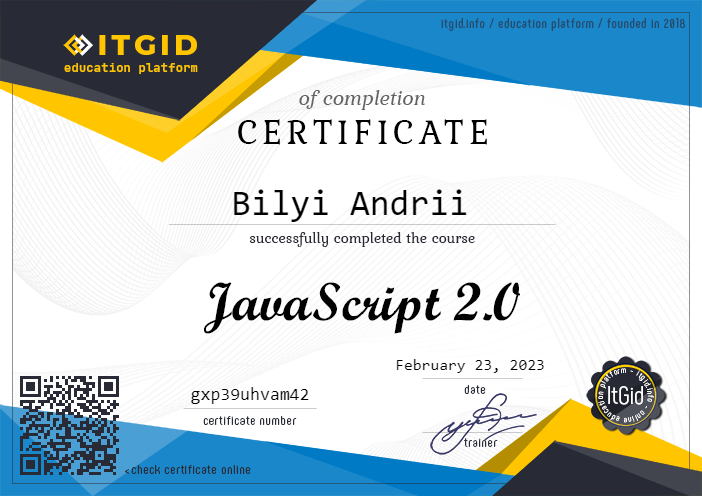 itgid.info / education platform / founded in 2018
ITGID
education platform
of completion
CERTIFICATE
Bilyi Andrii
successfully completed the course
JavaScript 2.0
February 23, 2023
date
gxp39uhvam42
certificate number
trainer
<check certificate online
ItGid
online education platform - itgid.info -